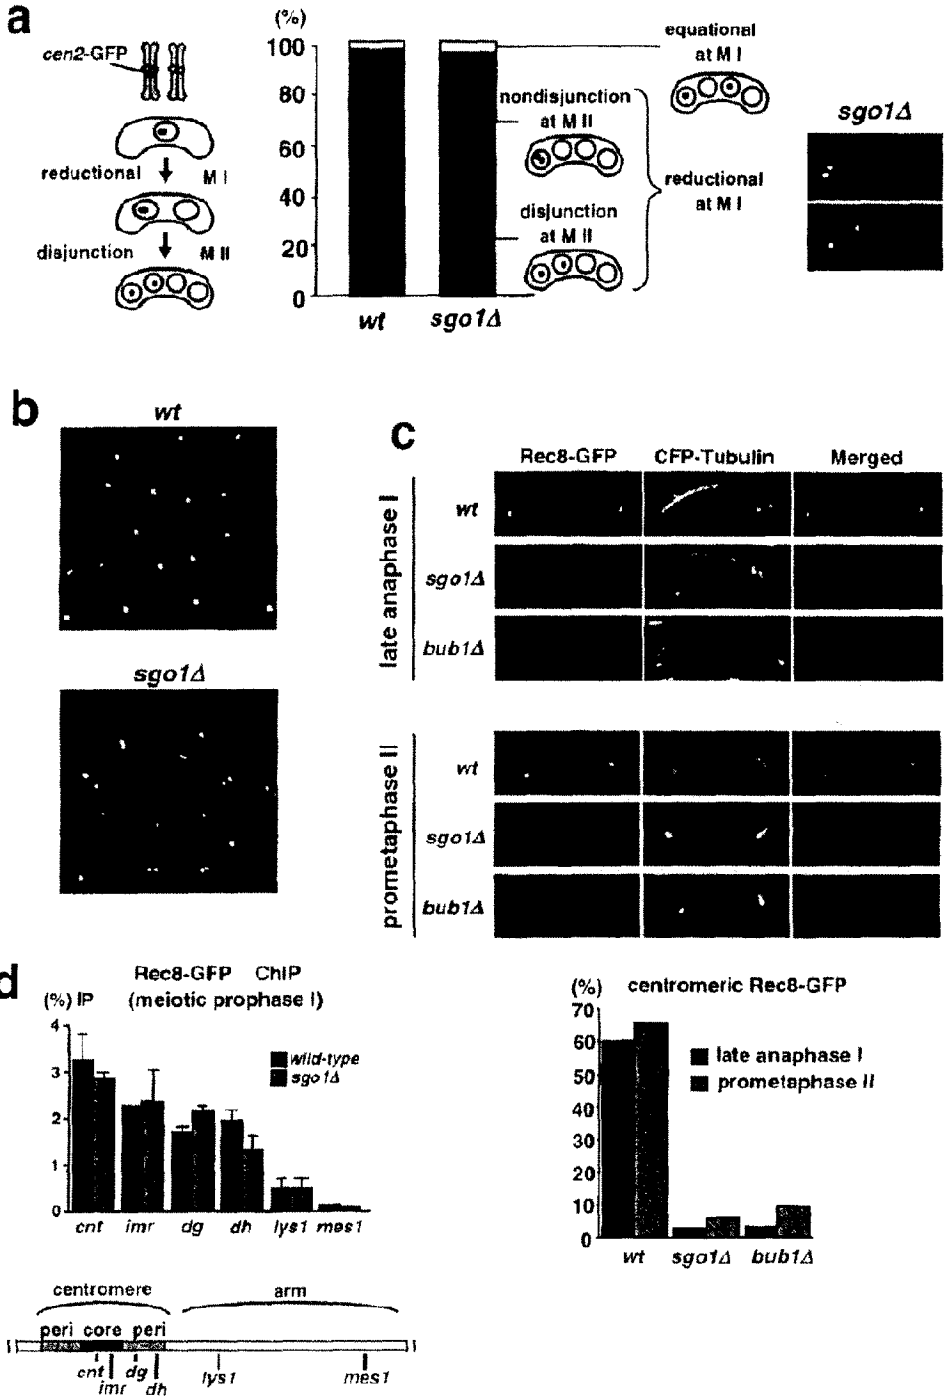 a
cen2-GFP
reductional
M I
disjunction
M II
(%)
100
80
60
40
20
0
wt
sgo1Δ
equational
at M I
nondisjunction
at M II
disjunction
at M II
reductional
at M I
sgo1Δ
b
wt
sgo1Δ
c
Rec8-GFP
CFP-Tubulin
Merged
late anaphase I
wt
sgo1Δ
bub1Δ
prometaphase II
wt
sgo1Δ
bub1Δ
d
Rec8-GFP ChIP
(%) IP
(meiotic prophase I)
4
3
2
1
0
wild-type
sgo1Δ
cnt
imr
dg
dh
lys1
mes1
(%)
centromeric Rec8-GFP
70
60
50
40
30
20
10
0
late anaphase I
prometaphase II
wt
sgo1Δ
bub1Δ
centromere
arm
peri
core
peri
cnt
imr
dg
dh
lys1
mes1